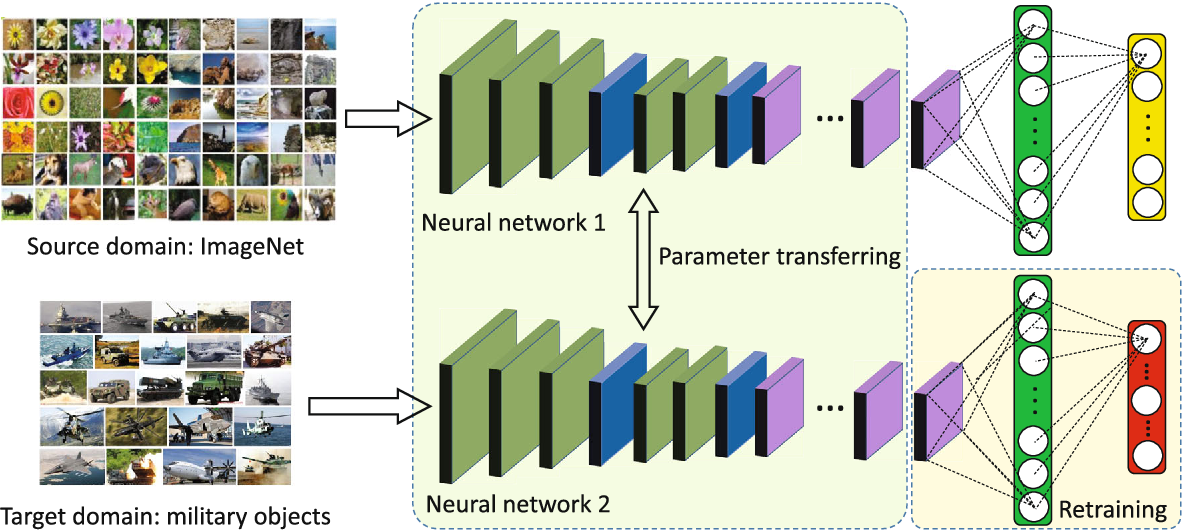 Source domain: ImageNet
Neural network 1
Parameter transferring
Neural network 2
Target domain: military objects
Retraining